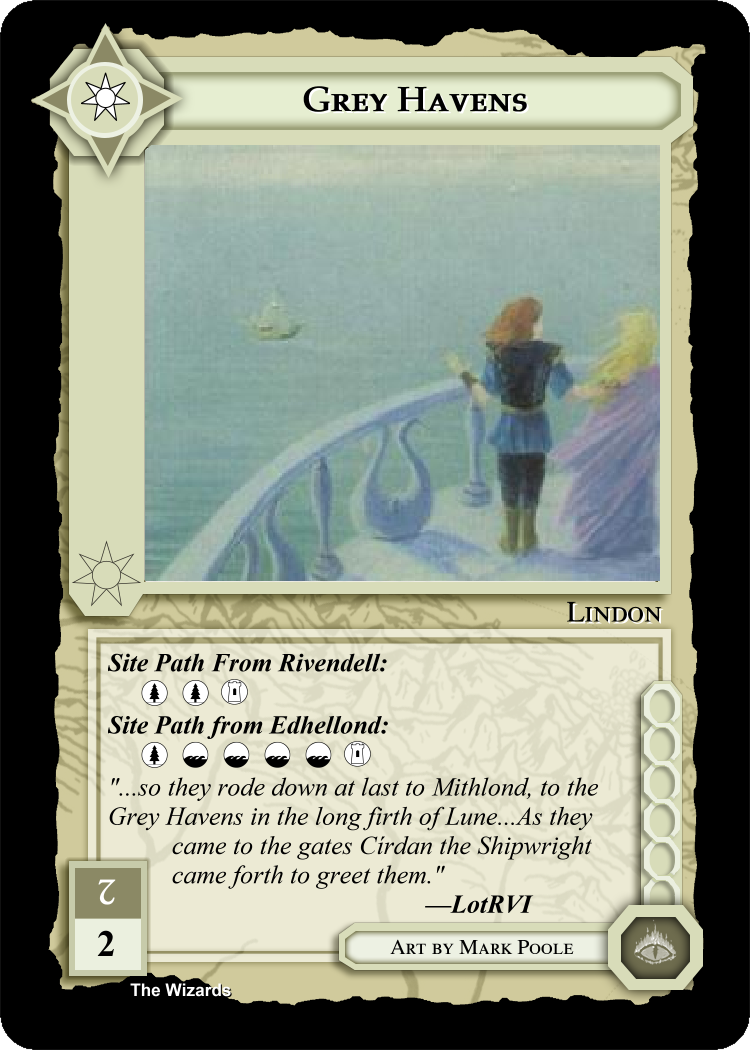 Grey Havens
Lindon
Site Path From Rivendell:
Site Path from Edhellond:
"...so they rode down at last to Mithlond, to the
Grey Havens in the long firth of Lune...As they
came to the gates Círdan the Shipwright
came forth to greet them."
—LotRVI
2
2
Art by Mark Poole
The Wizards